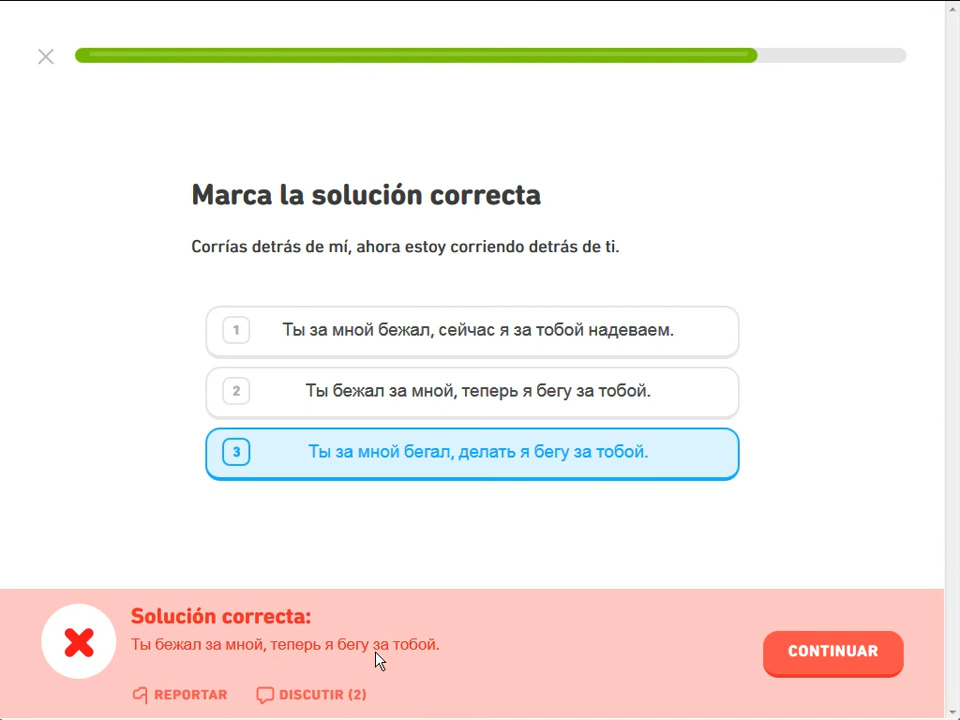 Marca la solución correcta
Corrías detrás de mí, ahora estoy corriendo detrás de ti.
1 Ты за мной бежал, сейчас я за тобой надеваем.
2 Ты бежал за мной, теперь я бегу за тобой.
3 Ты за мной бегал, делать я бегу за тобой.
Solución correcta:
Ты бежал за мной, теперь я бегу за тобой.
CONTINUAR
REPORTAR DISCUTIR (2)